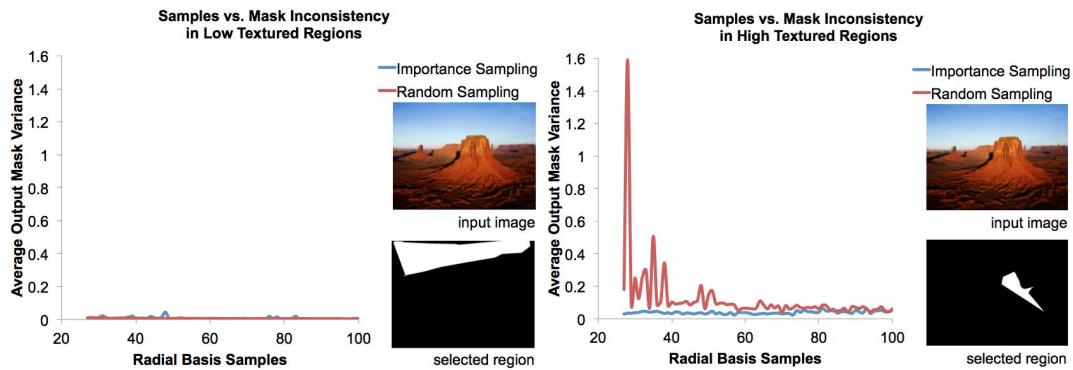 Samples vs. Mask Inconsistency
in Low Textured Regions
Average Output Mask Variance
1.6
1.4
1.2
1
0.8
0.6
0.4
0.2
0
20
40
60
80
100
Radial Basis Samples
Importance Sampling
Random Sampling
input image
selected region
Samples vs. Mask Inconsistency
in High Textured Regions
Average Output Mask Variance
1.6
1.4
1.2
1
0.8
0.6
0.4
0.2
0
20
40
60
80
100
Radial Basis Samples
Importance Sampling
Random Sampling
input image
selected region